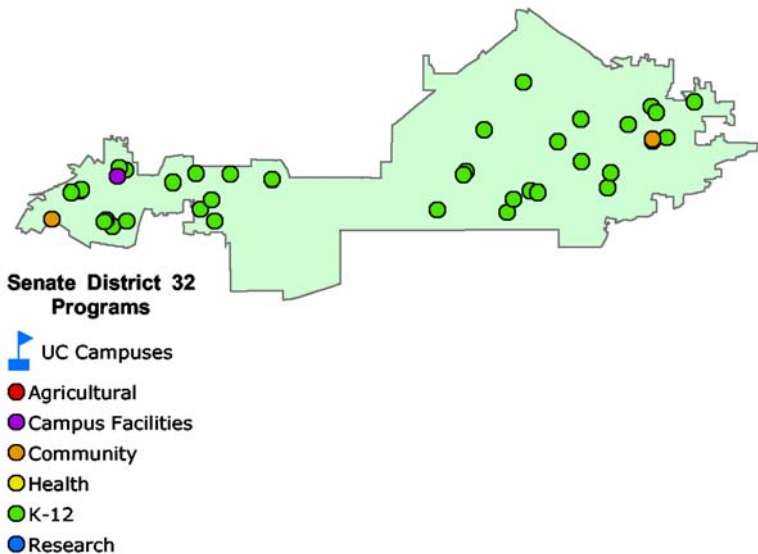 Senate District 32
Programs
UC Campuses
Agricultural
Campus Facilities
Community
Health
K-12
Research